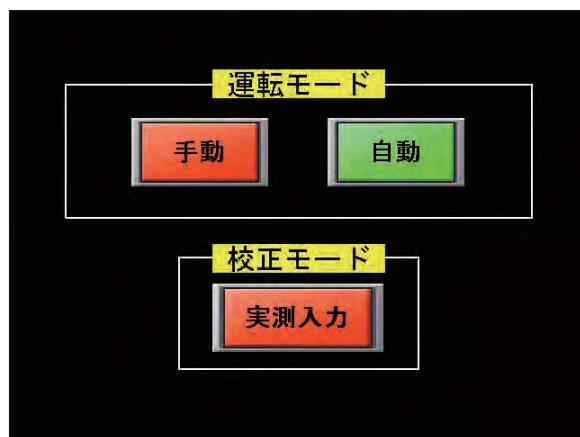 運転モード
手動 自動
校正モード
実測入力